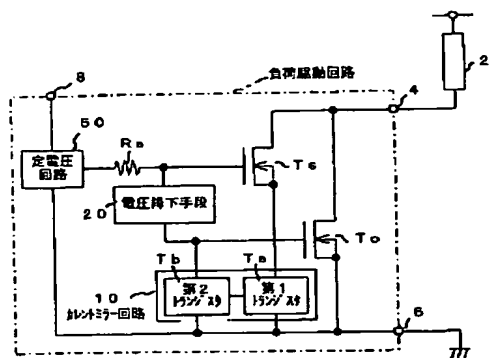 8
負荷駆動回路
2
4
50
定電圧
回路
Ra
Ts
20
電圧降下手段
To
Tb
Ta
10
カレントミラー回路
第2
トランジスタ
第1
トランジスタ
6